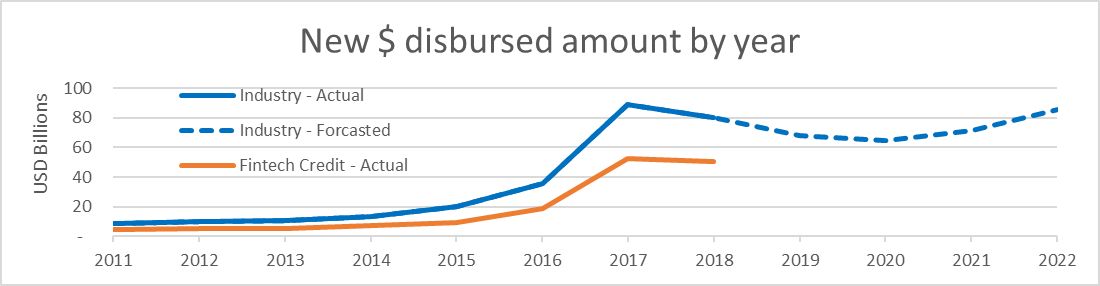 New $ disbursed amount by year
USD Billions
100
80
60
40
20
-
Industry - Actual
Industry - Forcasted
Fintech Credit - Actual
2011 2012 2013 2014 2015 2016 2017 2018 2019 2020 2021 2022